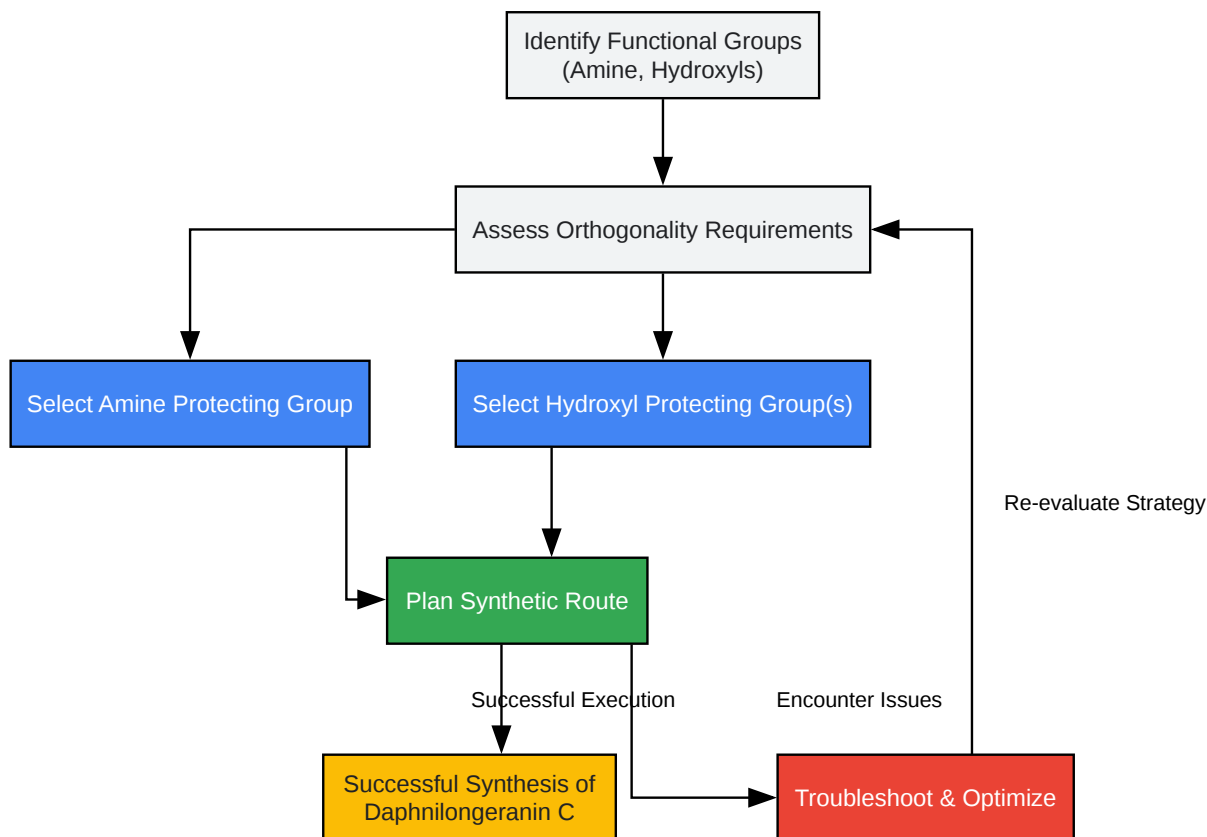 Identify Functional Groups
(Amine, Hydroxyls)
Assess Orthogonality Requirements
Select Amine Protecting Group
Select Hydroxyl Protecting Group(s)
Re-evaluate Strategy
Plan Synthetic Route
Successful Execution
Encounter Issues
Successful Synthesis of
Daphnilongeranin C
Troubleshoot & Optimize